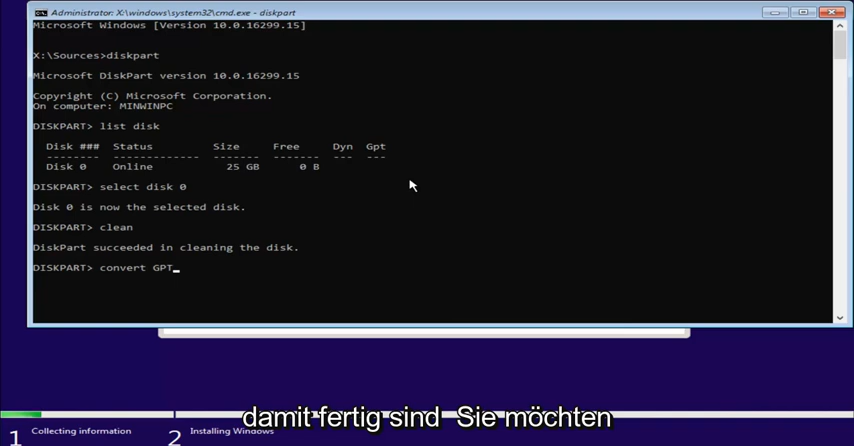 Administrator: X:\windows\system32\cmd.exe - diskpart
Microsoft Windows [Version 10.0.16299.15]
X:\Sources>diskpart
Microsoft DiskPart version 10.0.16299.15
Copyright (C) Microsoft Corporation.
On computer: MINWINPC
DISKPART> list disk
Disk ### Status Size Free Dyn Gpt
-------- ------------- ------- ------- --- ---
Disk 0 Online 25 GB 0 B
DISKPART> select disk 0
Disk 0 is now the selected disk.
DISKPART> clean
DiskPart succeeded in cleaning the disk.
DISKPART> convert GPT_
damit fertig sind Sie möchten
1 Collecting information 2 Installing Windows